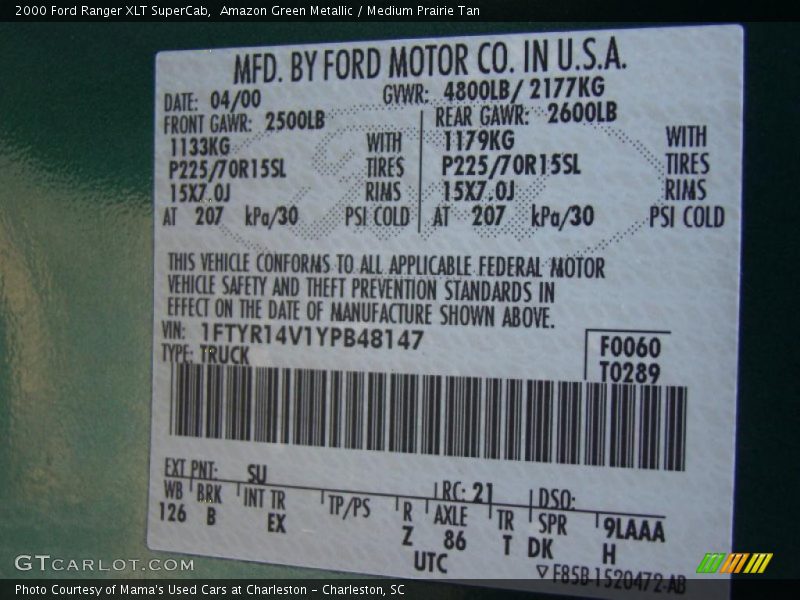 2000 Ford Ranger XLT SuperCab,  Amazon Green Metallic / Medium Prairie Tan
MFD. BY FORD MOTOR CO. IN U.S.A.
DATE: 04/00 GVWR: 4800LB/ 2177KG
FRONT GAWR: 2500LB REAR GAWR: 2600LB
1133KG WITH 1179KG WITH
P225/70R15SL TIRES P225/70R15SL TIRES
15X7.0J RIMS 15X7.0J RIMS
AT 207 kPa/30 PSI COLD AT 207 kPa/30 PSI COLD
THIS VEHICLE CONFORMS TO ALL APPLICABLE FEDERAL MOTOR
VEHICLE SAFETY AND THEFT PREVENTION STANDARDS IN
EFFECT ON THE DATE OF MANUFACTURE SHOWN ABOVE.
VIN: 1FTYR14V1YPB48147 F0060
TYPE: TRUCK T0289
EXT PNT: SU RC: 21 DSO:
WB BRK INT TR TP/PS R AXLE TR SPR 9LAAA
126 B EX Z 86 T DK H
UTC
▽F85B-1520472-AB
GTCARLOT.COM
Photo Courtesy of Mama's Used Cars at Charleston - Charleston, SC